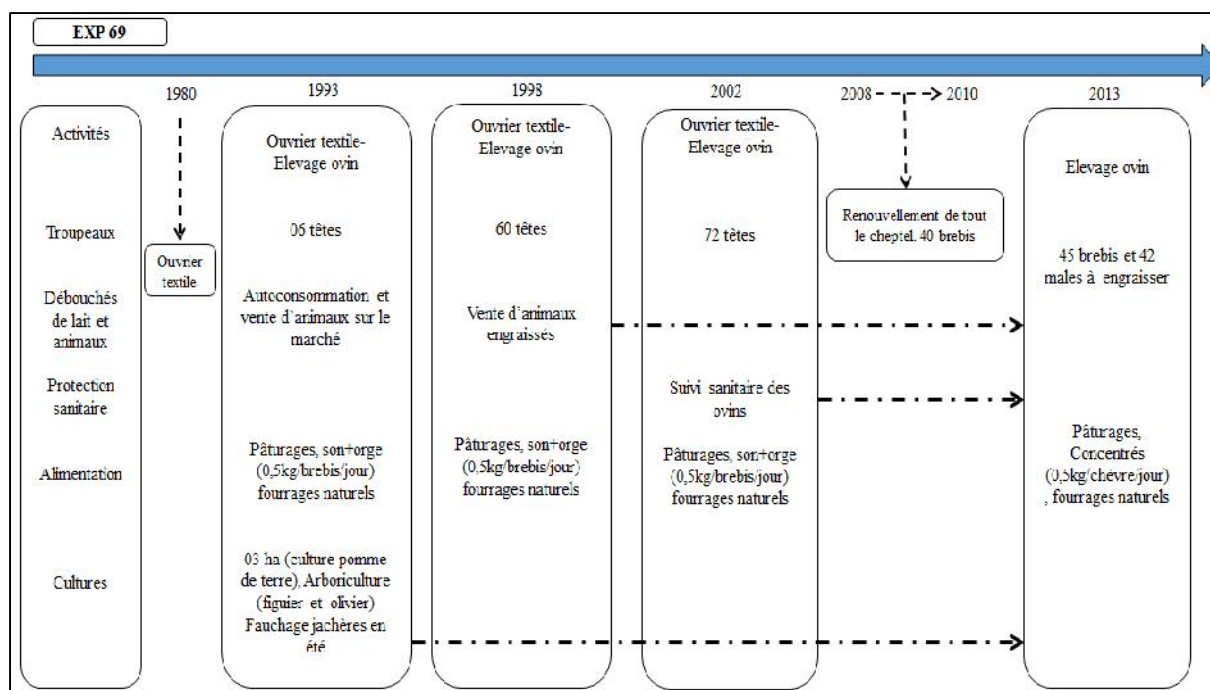 EXP 69
1980
1993
1998
2002
2008
2010
2013
Activités
Troupeaux
Débouchés
de lait et
animaux
Protection
sanitaire
Alimentation
Cultures
Ouvrier
textile
Ouvrier textile-
Elevage ovin
06 têtes
Autoconsommation et
vente d'animaux sur le
marché
Pâturages, son+orge
(0,5kg/brebis/jour)
fourrages naturels
03 ha (culture pomme
de terre), Arboriculture
(figuier et olivier)
Fauchage jachères en
été
Ouvrier textile-
Elevage ovin
60 têtes
Vente d'animaux
engraissés
Pâturages, son+orge
(0,5kg/brebis/jour)
fourrages naturels
Ouvrier textile-
Elevage ovin
72 têtes
Suivi sanitaire des
ovins
Pâturages, son+orge
(0,5kg/brebis/jour)
fourrages naturels
Renouvellement de tout
le cheptel. 40 brebis
Elevage ovin
45 brebis et 42
males à engraisser
Pâturages,
Concentrés
(0,5kg/chèvre/jour)
, fourrages naturels